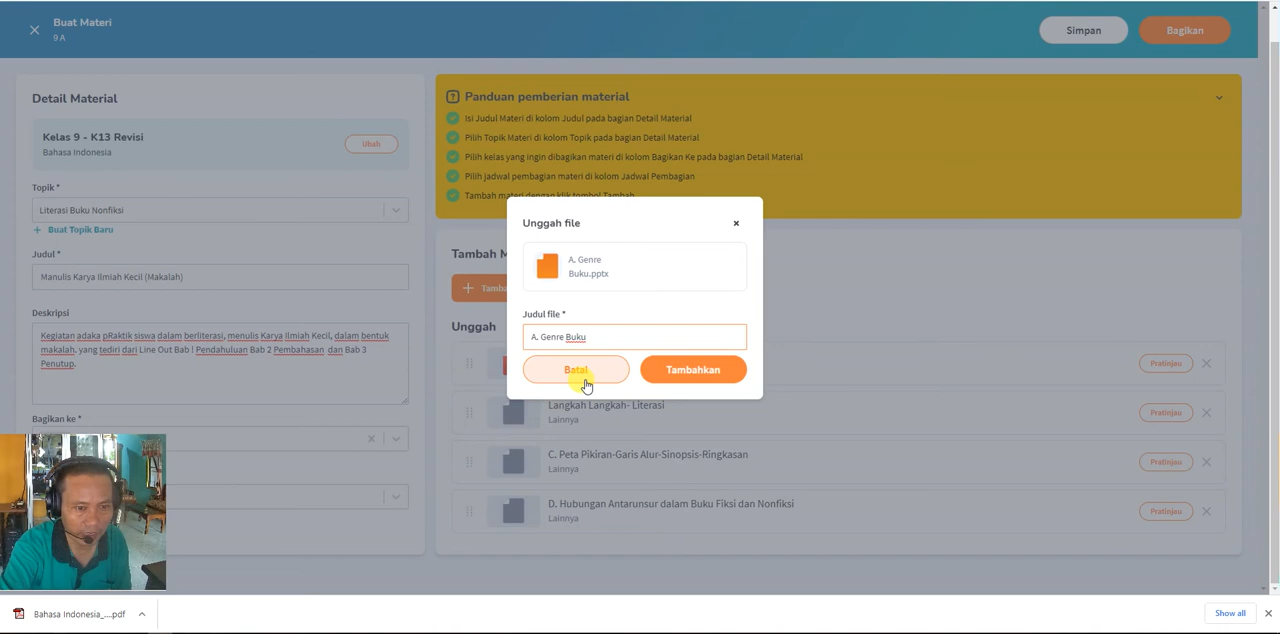 Buat Materi
9 A
Simpan
Bagikan
Detail Material
Kelas 9 - K13 Revisi
Bahasa Indonesia
Ubah
Topik *
Literasi Buku Nonfiksi
+ Buat Topik Baru
Judul *
Manulis Karya Ilmiah Kecil (Makalah)
Deskripsi
Kegiatan adaka pRaktik siswa dalam berliterasi, menulis Karya Ilmiah Kecil, dalam bentuk
makalah. yang tediri dari Line Out Bab ! Pendahuluan Bab 2 Pembahasan dan Bab 3
Penutup.
Bagikan ke *
Panduan pemberian material
Isi Judul Materi di kolom Judul pada bagian Detail Material
Pilih Topik Materi di kolom Topik pada bagian Detail Material
Pilih kelas yang ingin dibagikan materi di kolom Bagikan Ke pada bagian Detail Material
Pilih jadwal pembagian materi di kolom Jadwal Pembagian
Tambah materi dengan klik tombol Tambah
Tambah M
+ Tamba
Unggah
Pratinjau
Langkah Langkah- Literasi
Lainnya
Pratinjau
C. Peta Pikiran-Garis Alur-Sinopsis-Ringkasan
Lainnya
Pratinjau
D. Hubungan Antarunsur dalam Buku Fiksi dan Nonfiksi
Lainnya
Pratinjau
Unggah file
A. Genre
Buku.pptx
Judul file *
A. Genre Buku
Batal
Tambahkan
Bahasa Indonesia_....pdf
Show all